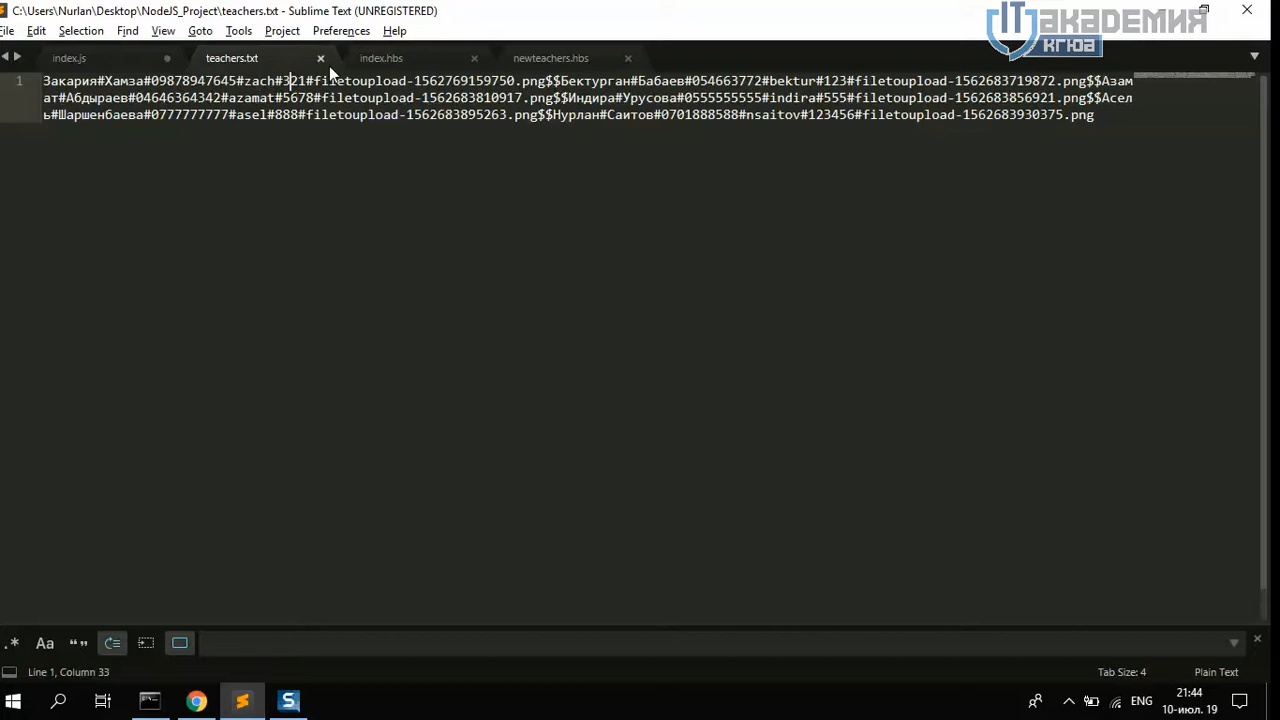 C:\Users\Nurlan\Desktop\NodeJS_Project\teachers.txt - Sublime Text (UNREGISTERED)
ITакадемия
КГЮА
File Edit Selection Find View Goto Tools Project Preferences Help
index.js teachers.txt index.hbs newteachers.hbs
1 Закария#Хамза#09878947645#zach#321#filetoupload-1562769159750.png$$Бектурган#Бабаев#054663772#bektur#123#filetoupload-1562683719872.png$$Азам
ат#Абдыраев#04646364342#azamat#5678#filetoupload-1562683810917.png$$Индира#Урусова#0555555555#indira#555#filetoupload-1562683856921.png$$Асел
ь#Шаршенбаева#0777777777#asel#888#filetoupload-1562683895263.png$$Нурлан#Саитов#0701888588#nsaitov#123456#filetoupload-1562683930375.png
.* Aa “”
Line 1, Column 33 Tab Size: 4 Plain Text
S ENG 21:44
10-июл. 19